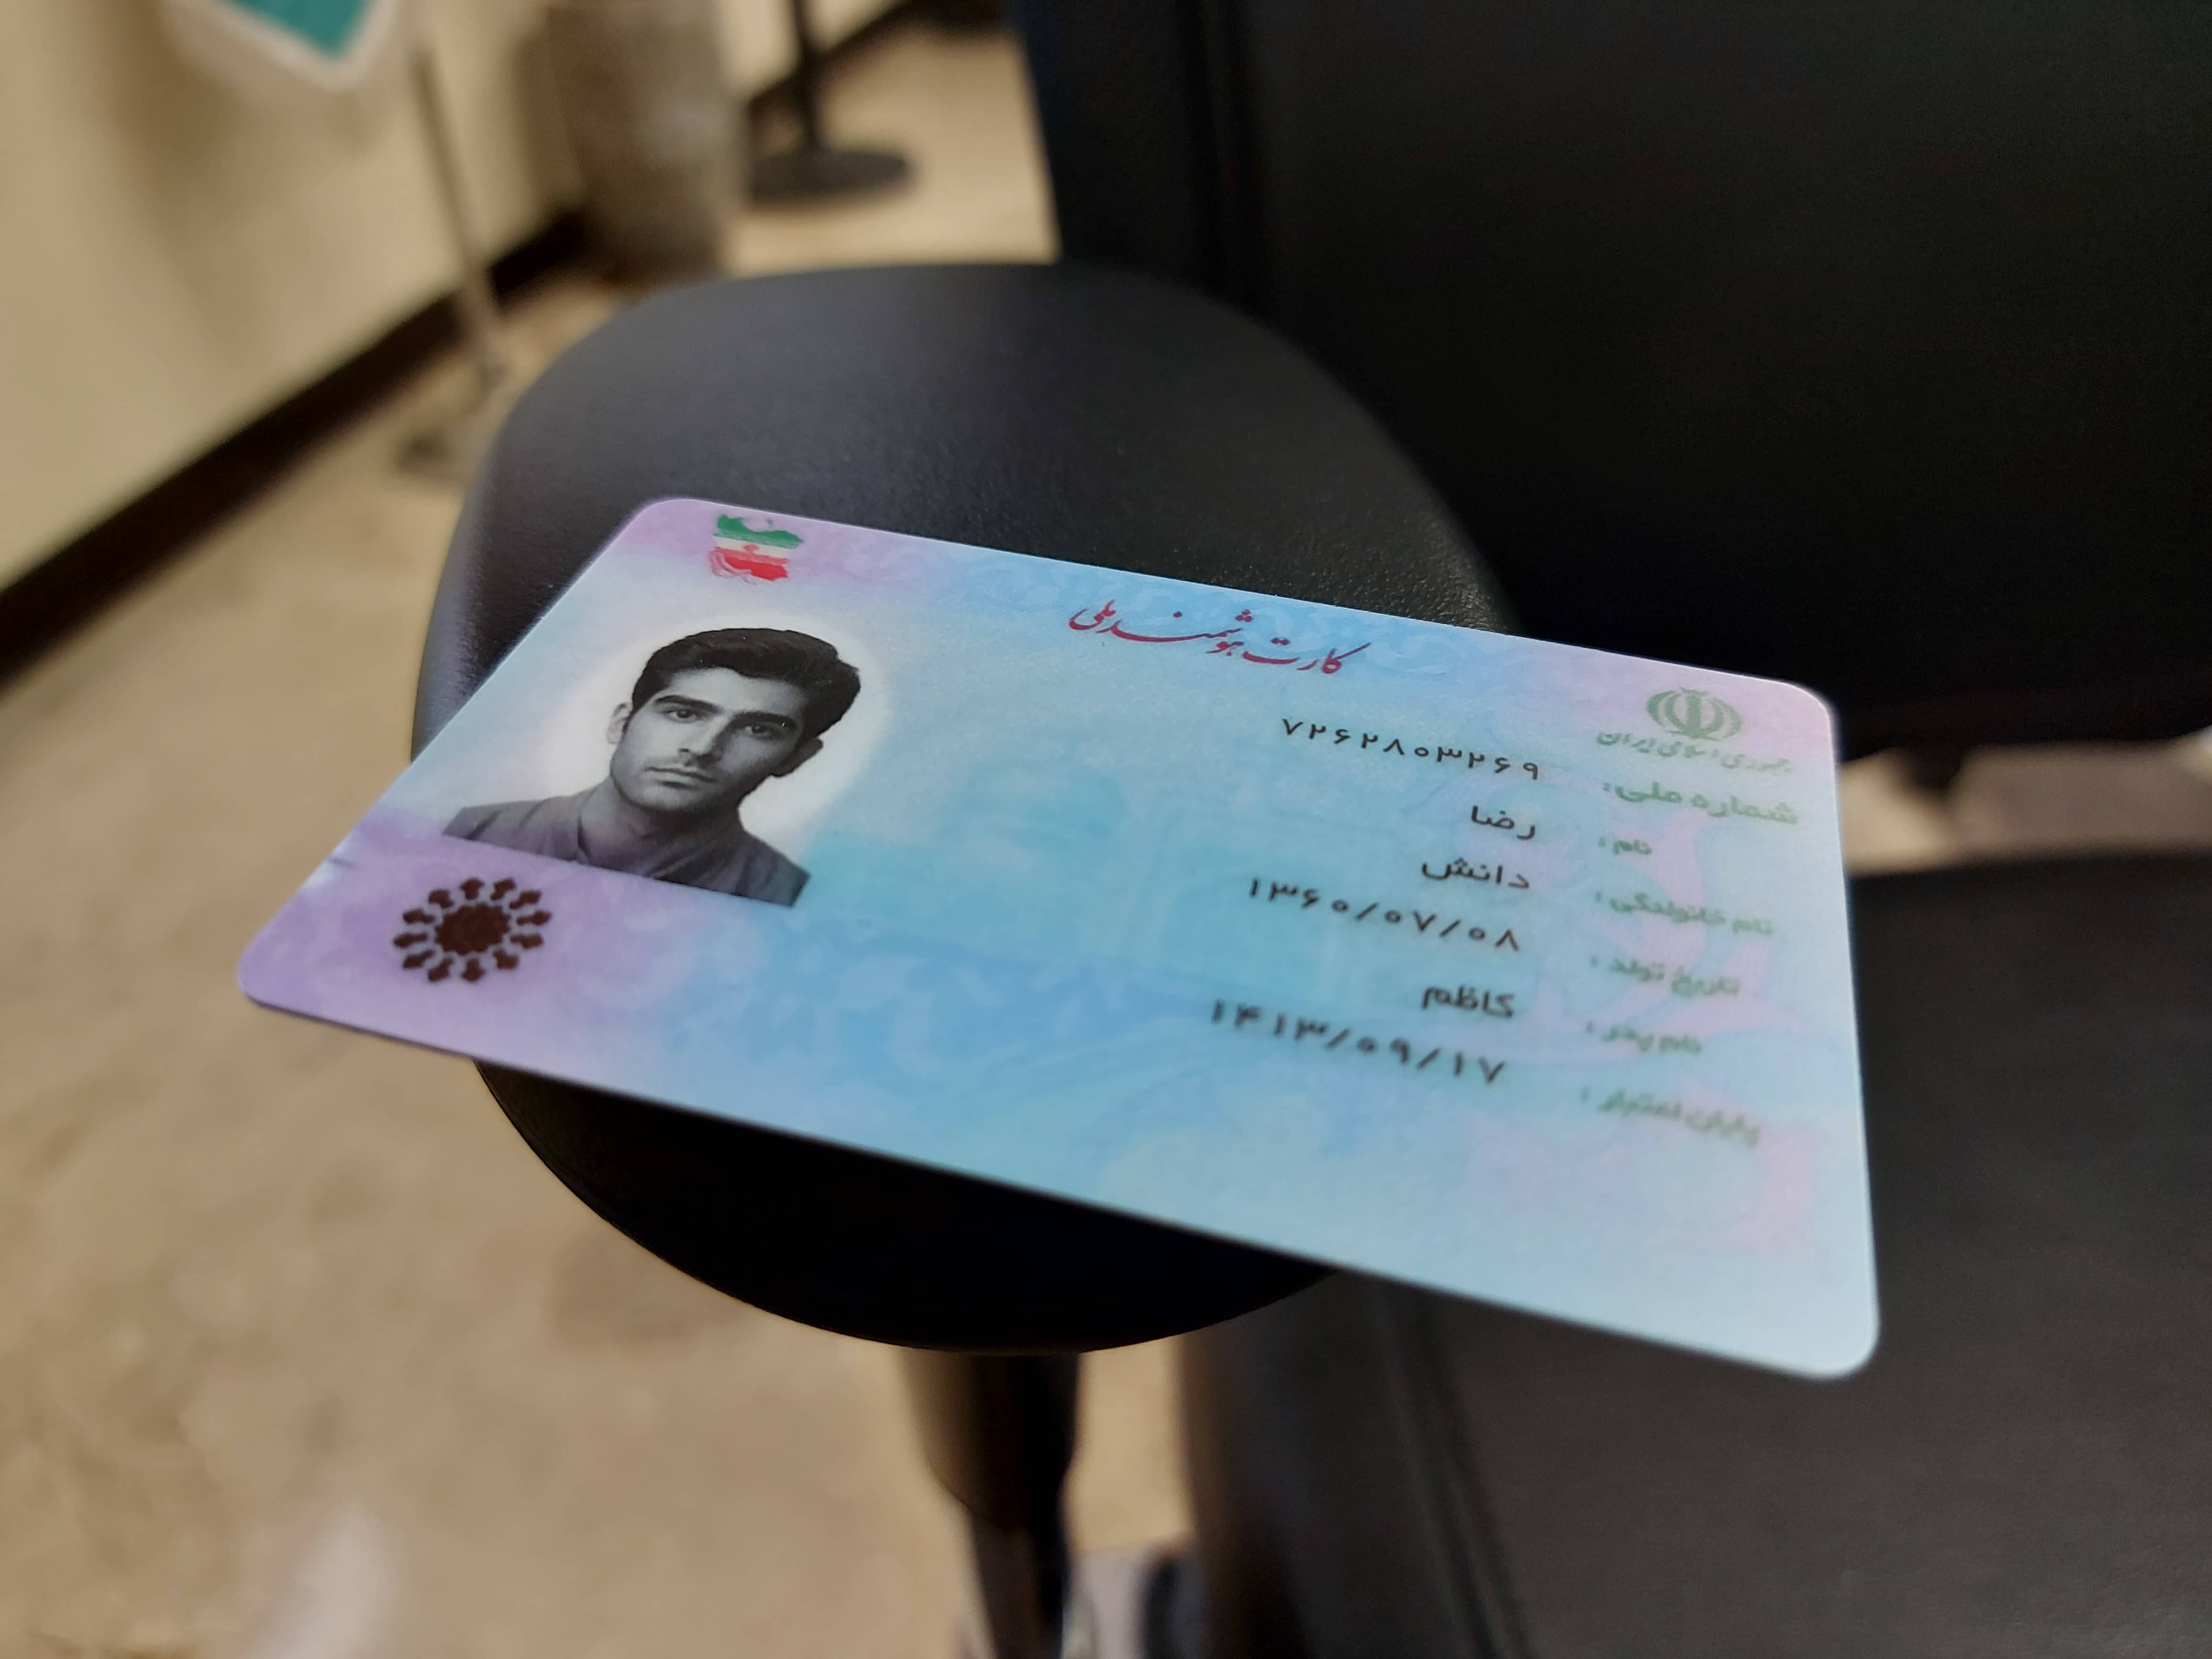 کارت هوشمند ملی
جمهوری اسلامی ایران
شماره ملی: ۷۲۶۲۸۰۳۲۶۹
نام: رضا
نام خانوادگی: دانش
تاریخ تولد: ۱۳۶۰/۰۷/۰۸
نام پدر: کاظم
پایان اعتبار: ۱۴۱۳/۰۹/۱۷